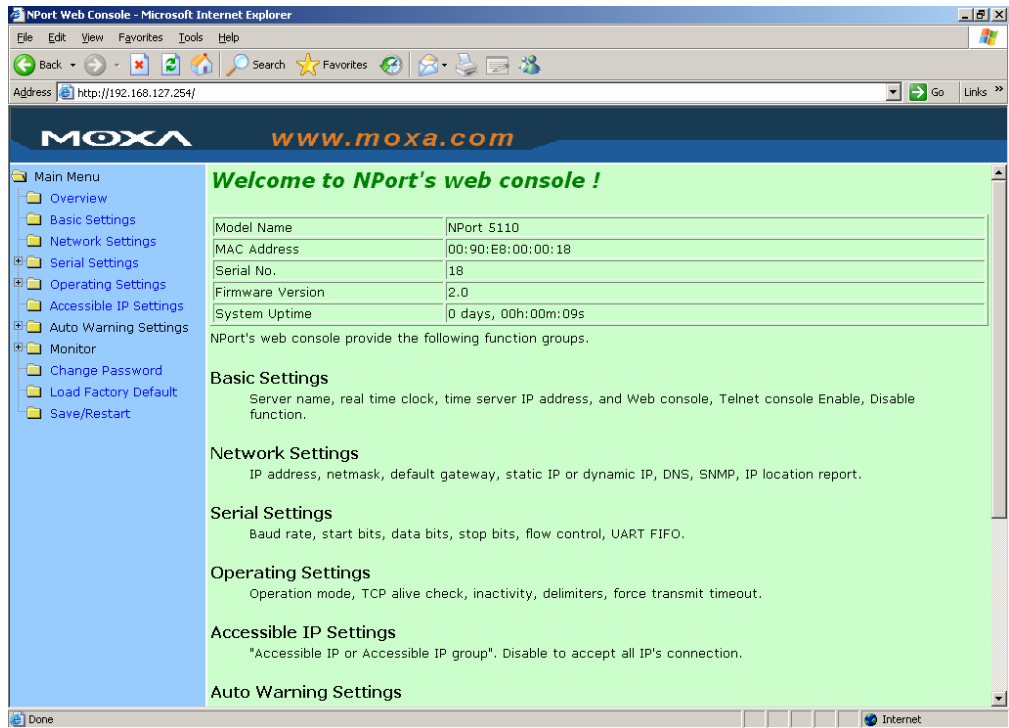 NPort Web Console - Microsoft Internet Explorer
File Edit View Favorites Tools Help
Back Search Favorites
Address http://192.168.127.254/ Go Links »
MOXA www.moxa.com
Main Menu
Overview
Basic Settings
Network Settings
Serial Settings
Operating Settings
Accessible IP Settings
Auto Warning Settings
Monitor
Change Password
Load Factory Default
Save/Restart
Welcome to NPort's web console !
Model Name NPort 5110
MAC Address 00:90:E8:00:00:18
Serial No. 18
Firmware Version 2.0
System Uptime 0 days, 00h:00m:09s
NPort's web console provide the following function groups.
Basic Settings
Server name, real time clock, time server IP address, and Web console, Telnet console Enable, Disable
function.
Network Settings
IP address, netmask, default gateway, static IP or dynamic IP, DNS, SNMP, IP location report.
Serial Settings
Baud rate, start bits, data bits, stop bits, flow control, UART FIFO.
Operating Settings
Operation mode, TCP alive check, inactivity, delimiters, force transmit timeout.
Accessible IP Settings
"Accessible IP or Accessible IP group". Disable to accept all IP's connection.
Auto Warning Settings
Done Internet